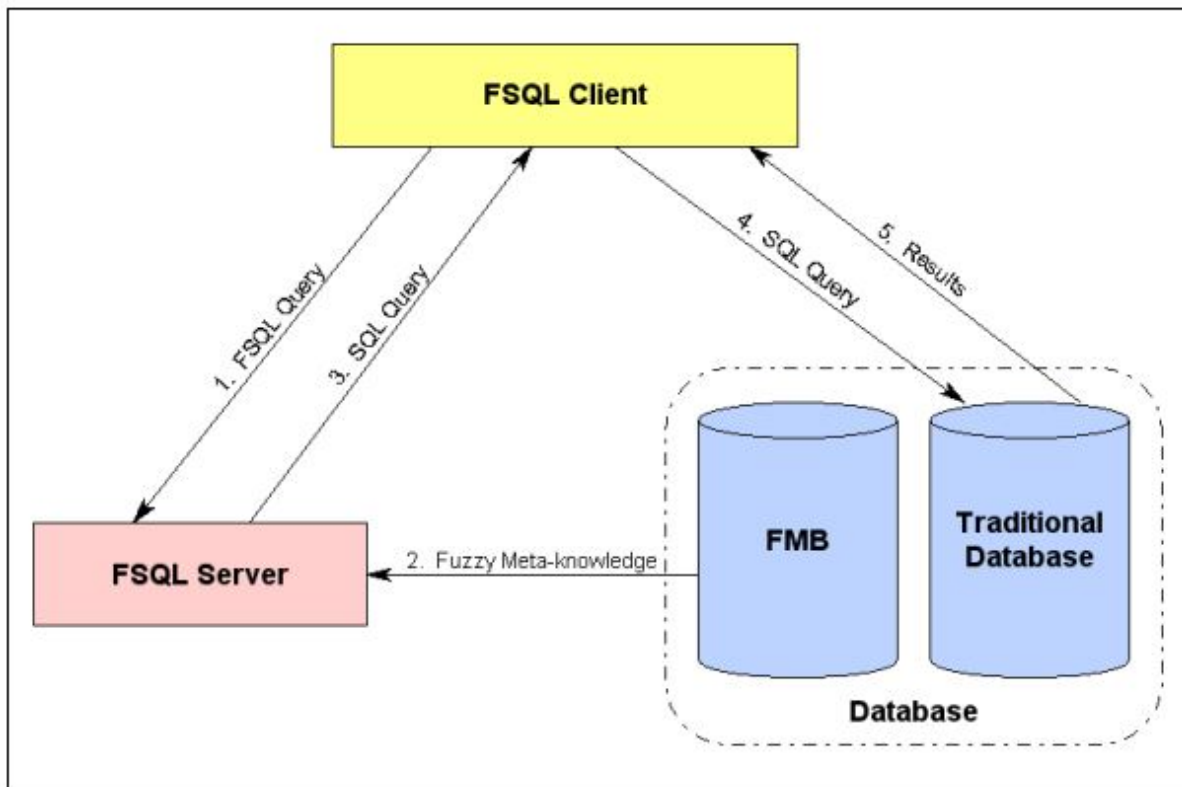 FSQL Client
1. FSQL Query
3. SQL Query
4. SQL Query
5. Results
FSQL Server
2. Fuzzy Meta-knowledge
FMB
Traditional
Database
Database